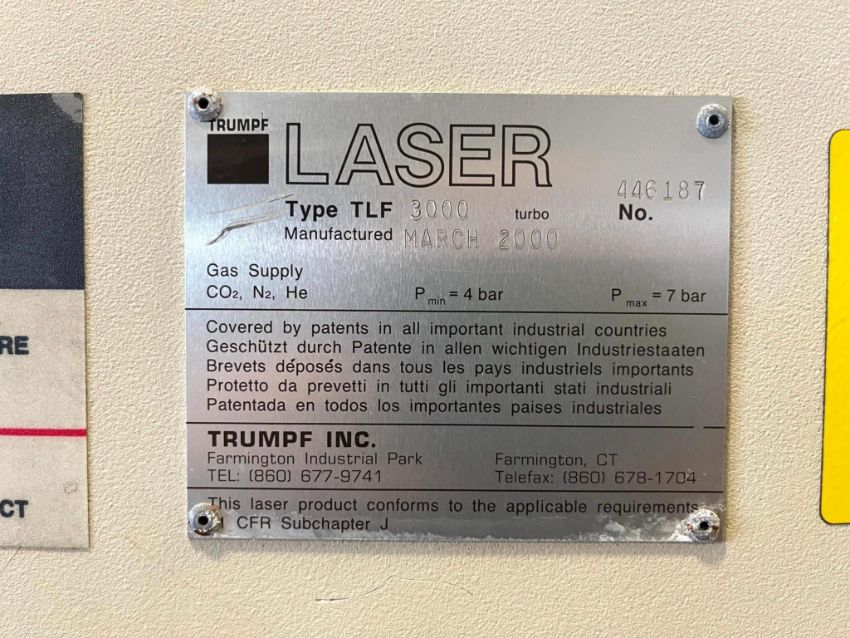 TRUMPF
LASER
446187
Type TLF 3000 turbo No.
Manufactured MARCH 2000
Gas Supply
CO₂, N₂, He P min = 4 bar P max = 7 bar
Covered by patents in all important industrial countries
Geschützt durch Patente in allen wichtigen Industriestaaten
Brevets déposés dans tous les pays industriels importants
Protetto da prevetti in tutti gli importanti stati industriali
Patentada en todos los importantes paises industriales
TRUMPF INC.
Farmington Industrial Park Farmington, CT
TEL: (860) 677-9741 Telefax: (860) 678-1704
This laser product conforms to the applicable requirements
CFR Subchapter J
RE
CT